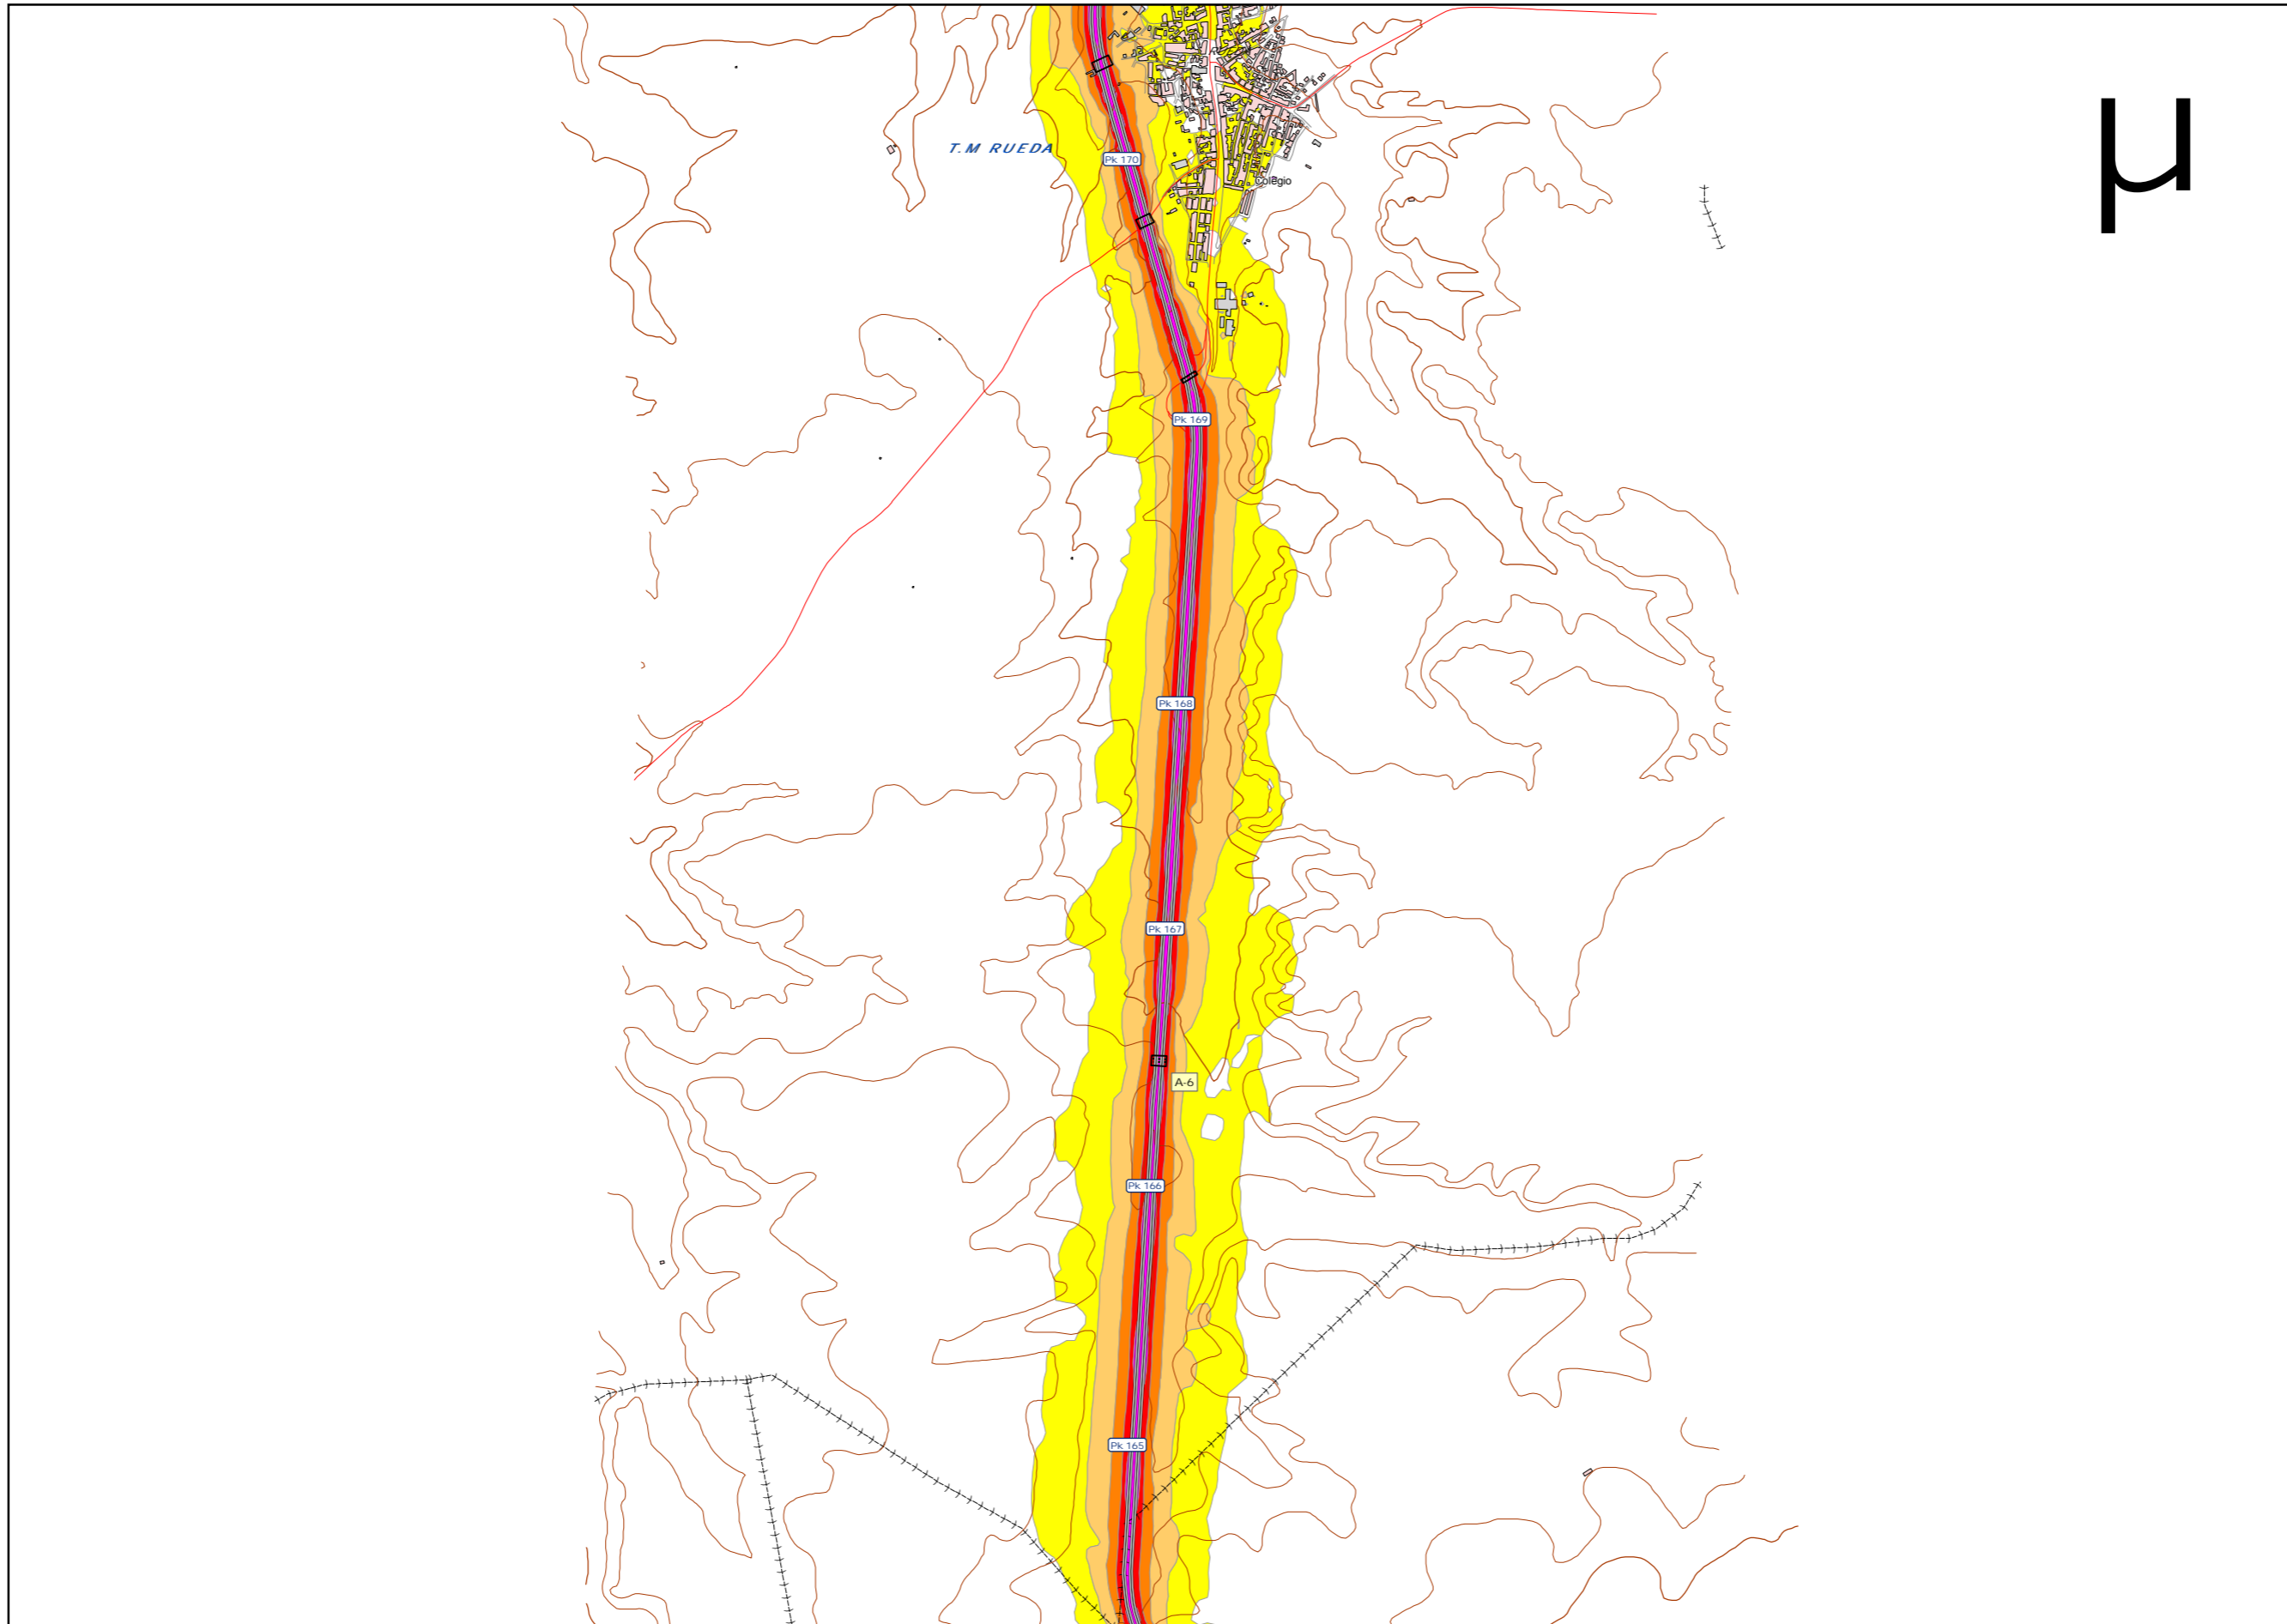 µ
T.M RUEDA
Pk 170
Colegio
Pk 169
Pk 168
Pk 167
A-6
Pk 166
Pk 165